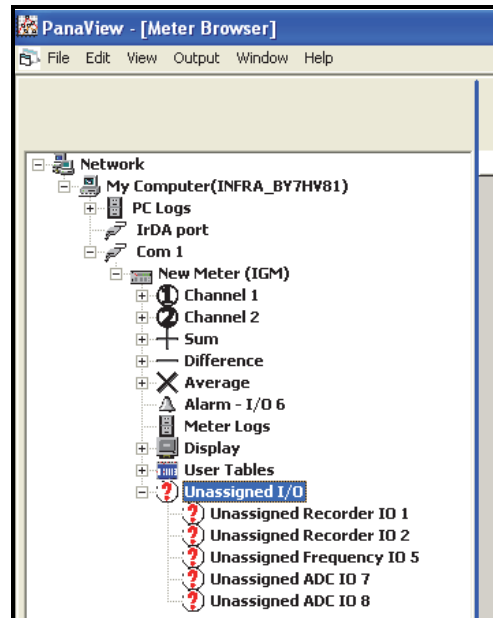 PanaView - [Meter Browser]
File Edit View Output Window Help
Network
My Computer(INFRA_BY7HV81)
PC Logs
IrDA port
Com 1
New Meter (IGM)
1 Channel 1
2 Channel 2
Sum
Difference
Average
Alarm - I/O 6
Meter Logs
Display
User Tables
? Unassigned I/O
? Unassigned Recorder IO 1
? Unassigned Recorder IO 2
? Unassigned Frequency IO 5
? Unassigned ADC IO 7
? Unassigned ADC IO 8